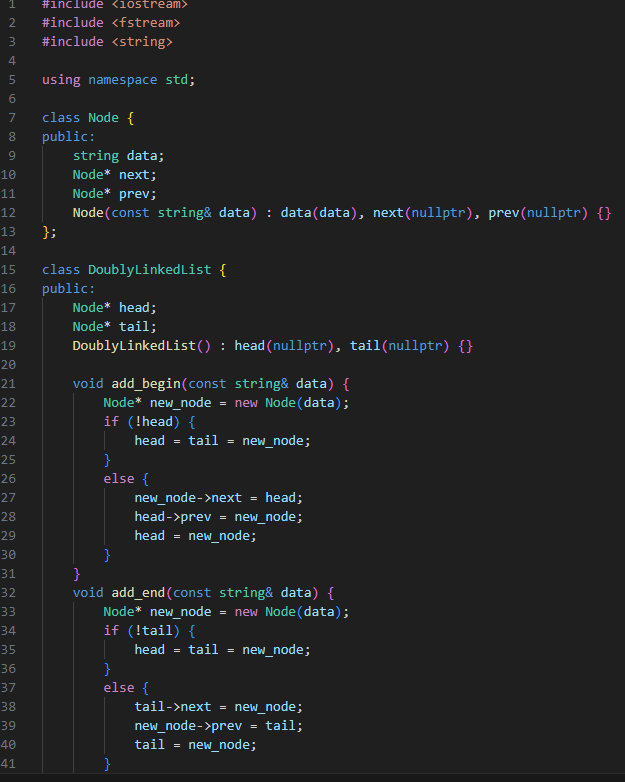 1 #include <iostream>
2 #include <fstream>
3 #include <string>
4
5 using namespace std;
6
7 class Node {
8 public:
9     string data;
10     Node* next;
11     Node* prev;
12     Node(const string& data) : data(data), next(nullptr), prev(nullptr) {}
13 };
14
15 class DoublyLinkedList {
16 public:
17     Node* head;
18     Node* tail;
19     DoublyLinkedList() : head(nullptr), tail(nullptr) {}
20
21     void add_begin(const string& data) {
22         Node* new_node = new Node(data);
23         if (!head) {
24             head = tail = new_node;
25         }
26         else {
27             new_node->next = head;
28             head->prev = new_node;
29             head = new_node;
30         }
31     }
32     void add_end(const string& data) {
33         Node* new_node = new Node(data);
34         if (!tail) {
35             head = tail = new_node;
36         }
37         else {
38             tail->next = new_node;
39             new_node->prev = tail;
40             tail = new_node;
41         }